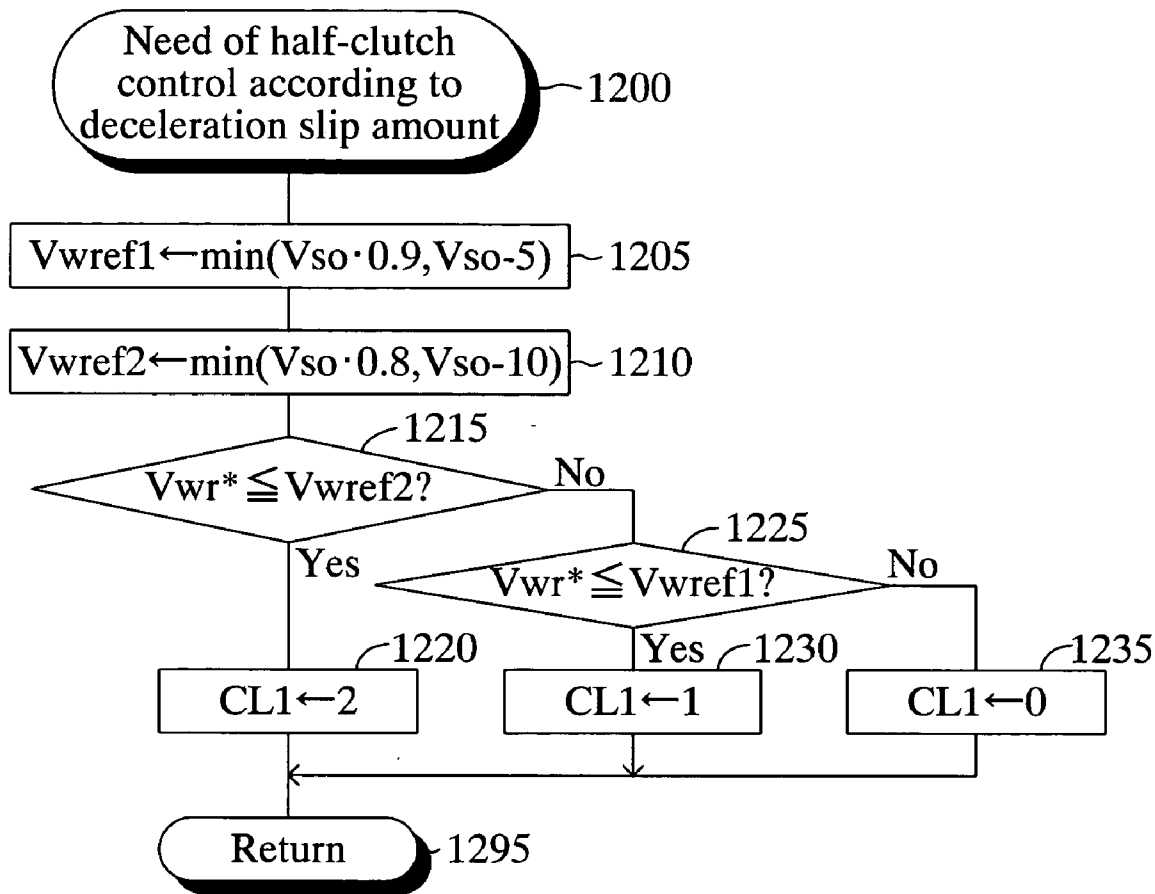 Need of half-clutch
control according to
deceleration slip amount
1200
Vwref1←min(Vso·0.9,Vso-5)
1205
Vwref2←min(Vso·0.8,Vso-10)
1210
1215
Vwr*≦Vwref2?
No
Yes
1225
Vwr*≦Vwref1?
No
Yes
1220
CL1←2
1230
CL1←1
1235
CL1←0
Return
1295